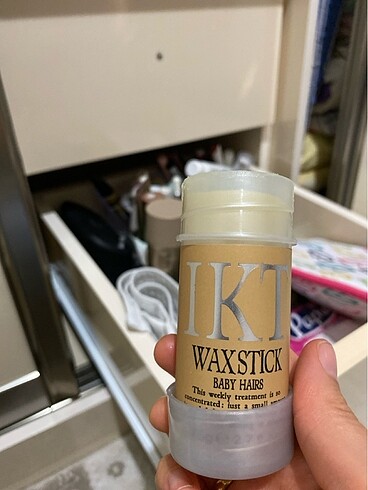 IKT
WAXSTICK
BABY HAIRS
This weekly treatment is so
concentrated; just a small